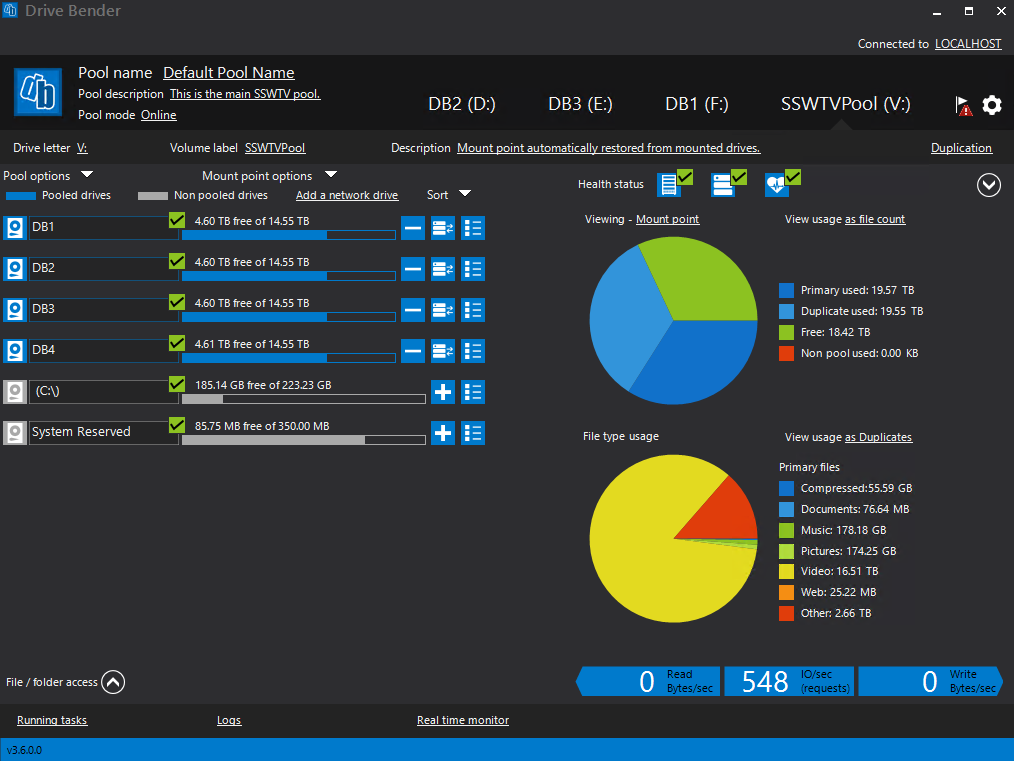 Drive Bender
Connected to LOCALHOST
Pool name Default Pool Name
Pool description This is the main SSWTV pool.
Pool mode Online
DB2 (D:) DB3 (E:) DB1 (F:) SSWTVPool (V:)
Drive letter V: Volume label SSWTVPool Description Mount point automatically restored from mounted drives. Duplication
Pool options Mount point options
Pooled drives Non pooled drives Add a network drive Sort
DB1 4.60 TB free of 14.55 TB
DB2 4.60 TB free of 14.55 TB
DB3 4.60 TB free of 14.55 TB
DB4 4.61 TB free of 14.55 TB
(C:\) 185.14 GB free of 223.23 GB
System Reserved 85.75 MB free of 350.00 MB
Health status
Viewing - Mount point View usage as file count
Primary used: 19.57 TB
Duplicate used: 19.55 TB
Free: 18.42 TB
Non pool used: 0.00 KB
File type usage View usage as Duplicates
Primary files
Compressed:55.59 GB
Documents: 76.64 MB
Music: 178.18 GB
Pictures: 174.25 GB
Video: 16.51 TB
Web: 25.22 MB
Other: 2.66 TB
File / folder access
0 Read Bytes/sec
548 IO/sec (requests)
0 Write Bytes/sec
Running tasks Logs Real time monitor
v3.6.0.0